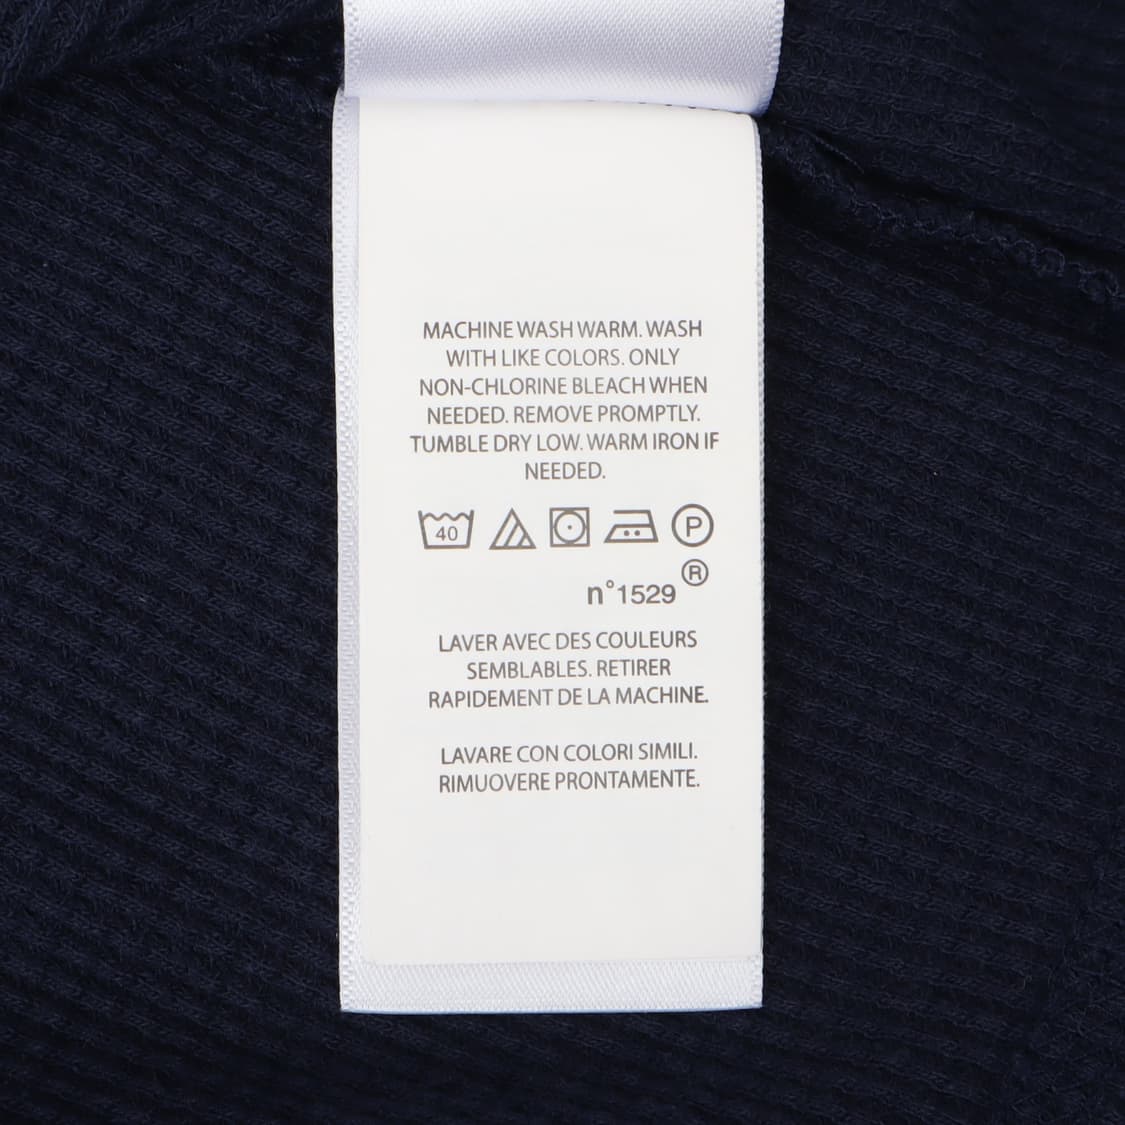 MACHINE WASH WARM. WASH
WITH LIKE COLORS. ONLY
NON-CHLORINE BLEACH WHEN
NEEDED. REMOVE PROMPTLY.
TUMBLE DRY LOW. WARM IRON IF
NEEDED.
40 P
n°1529 ®
LAVER AVEC DES COULEURS
SEMBLABLES. RETIRER
RAPIDEMENT DE LA MACHINE.
LAVARE CON COLORI SIMILI.
RIMUOVERE PRONTAMENTE.